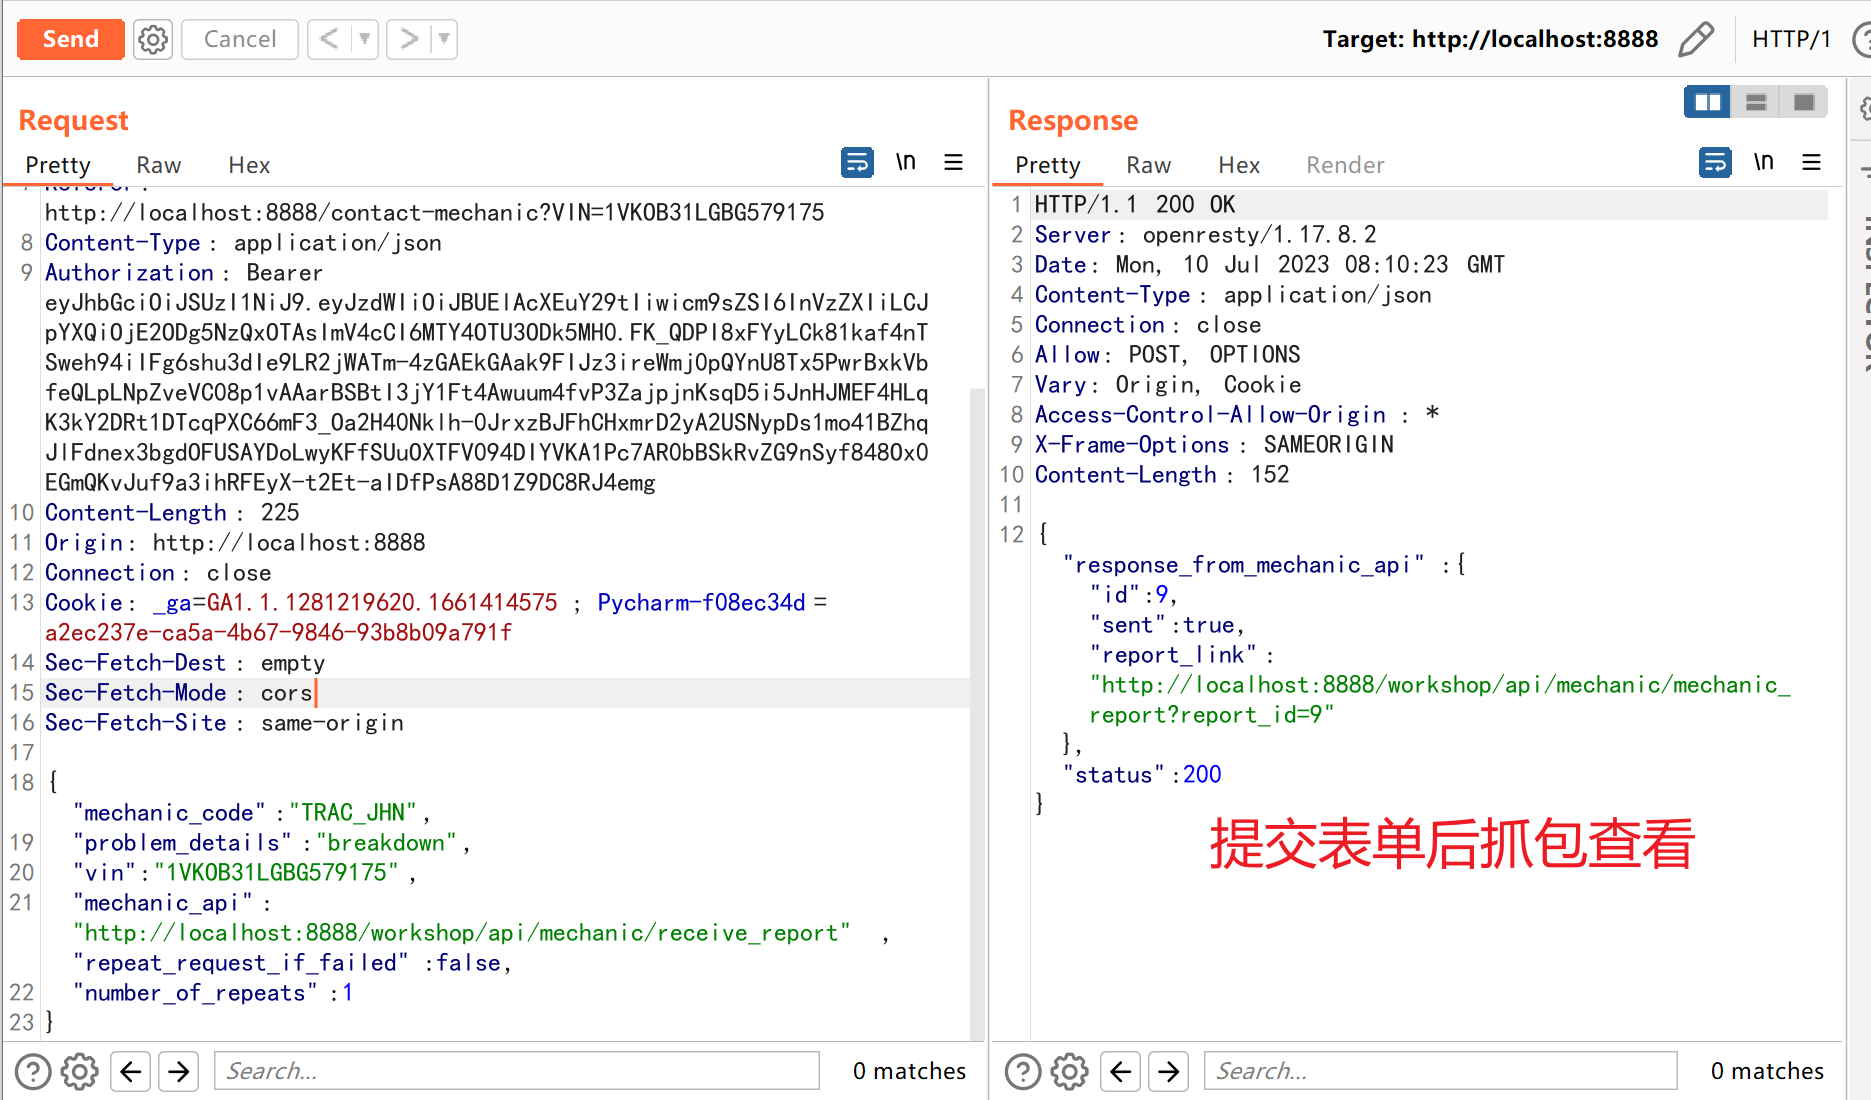 Send
Cancel
<
>
Target: http://localhost:8888
HTTP/1
Request
Pretty Raw Hex
\n
http://localhost:8888/contact-mechanic?VIN=1VKOB31LGBG579175
8 Content-Type : application/json
9 Authorization : Bearer
eyJhbGciOiJSUzI1NiJ9.eyJzdWIiOiJBUElAcXEuY29tIiwicm9sZSI6InVzZXIiLCJ
pYXQiOjE2ODg5NzQxOTAsImV4cCI6MTY4OTU3ODk5MH0.FK_QDPl8xFYyLCk81kaf4nT
Sweh94iIFg6shu3dle9LR2jWATm-4zGAEkGAak9FIJz3ireWmj0pQYnU8Tx5PwrBxkVb
feQLpLNpZveVC08p1vAAarBSBtI3jY1Ft4Awuum4fvP3ZajpjnKsqD5i5JnHJMEF4HLq
K3kY2DRt1DTcqPXC66mF3_Oa2H40Nklh-0JrxzBJFhCHxmrD2yA2USNypDs1mo41BZhq
JlFdnex3bgdOFUSAYDoLwyKFfSUu0XTFV094DIYVKA1Pc7AR0bBSkRvZG9nSyf848Ox0
EGmQKvJuf9a3ihRFEyX-t2Et-aIDfPsA88D1Z9DC8RJ4emg
10 Content-Length : 225
11 Origin: http://localhost:8888
12 Connection : close
13 Cookie: _ga=GA1.1.1281219620.1661414575 ; Pycharm-f08ec34d =
a2ec237e-ca5a-4b67-9846-93b8b09a791f
14 Sec-Fetch-Dest : empty
15 Sec-Fetch-Mode : cors
16 Sec-Fetch-Site : same-origin
17
18 {
"mechanic_code" :"TRAC_JHN" ,
19 "problem_details" :"breakdown" ,
20 "vin":"1VKOB31LGBG579175" ,
21 "mechanic_api" :
"http://localhost:8888/workshop/api/mechanic/receive_report" ,
"repeat_request_if_failed" :false,
22 "number_of_repeats" :1
23 }
Search...
0 matches
Response
Pretty Raw Hex Render
\n
1 HTTP/1.1 200 OK
2 Server: openresty/1.17.8.2
3 Date: Mon, 10 Jul 2023 08:10:23 GMT
4 Content-Type : application/json
5 Connection: close
6 Allow: POST, OPTIONS
7 Vary: Origin, Cookie
8 Access-Control-Allow-Origin : *
9 X-Frame-Options : SAMEORIGIN
10 Content-Length : 152
11
12 {
"response_from_mechanic_api" :{
"id":9,
"sent":true,
"report_link" :
"http://localhost:8888/workshop/api/mechanic/mechanic_
report?report_id=9"
},
"status":200
}
提交表单后抓包查看
Search...
0 matches